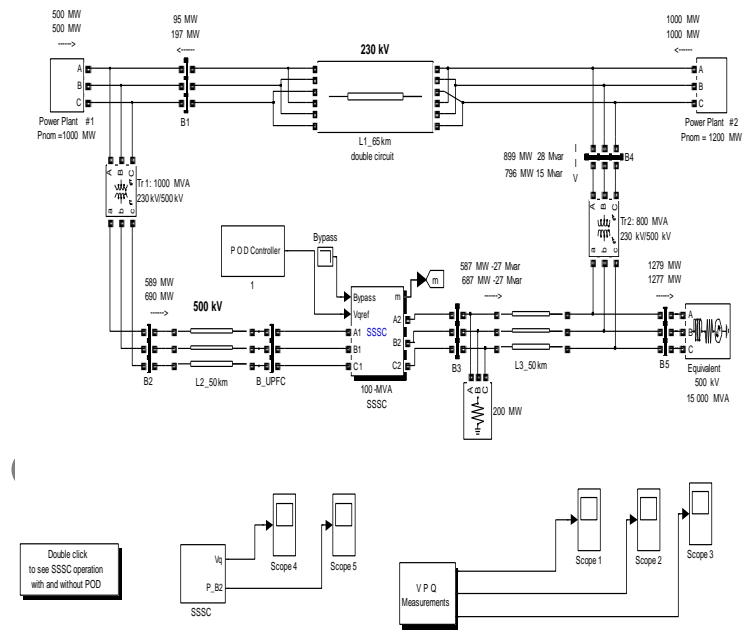 500 MW
500 MW
------>
95 MW
197 MW
<------
230 kV
1000 MW
1000 MW
<------
A
B
C
Power Plant #1
Pnom =1000 MW
B1
L1_65km
double circuit
A
B
C
Power Plant #2
Pnom = 1200 MW
A B C
a b c
Tr1: 1000 MVA
230 kV/500 kV
899 MW 28 Mvar
796 MW 15 Mvar
I
I
V
B4
A B C
a b c
Tr2: 800 MVA
230 kV/500 kV
POD Controller
1
Bypass
m
589 MW
690 MW
------>
500 kV
587 MW -27 Mvar
687 MW -27 Mvar
------>
1279 MW
1277 MW
------>
Bypass
Vqref
A1
B1
C1
SSSC
m
A2
B2
C2
100-MVA
SSSC
B2
L2_50km
B_UPFC
B3
L3_50km
B5
A
B
C
Equivalent
500 kV
15 000 MVA
A B C
200 MW
Double click
to see SSSC operation
with and without POD
Vq
P_B2
SSSC
Scope 4
Scope 5
V P Q
Measurements
Scope 1
Scope 2
Scope 3